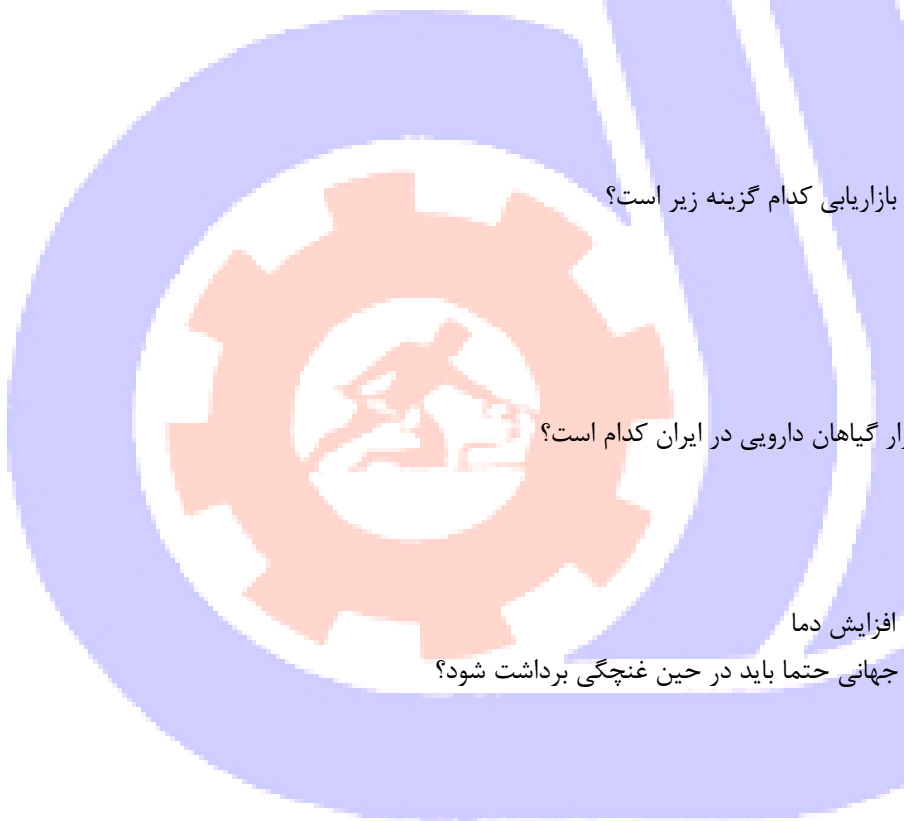 بازاریابی کدام گزینه زیر است؟
گیاهان دارویی در ایران کدام است؟
افزایش دما
جهانی حتما باید در حین غنچگی برداشت شود؟